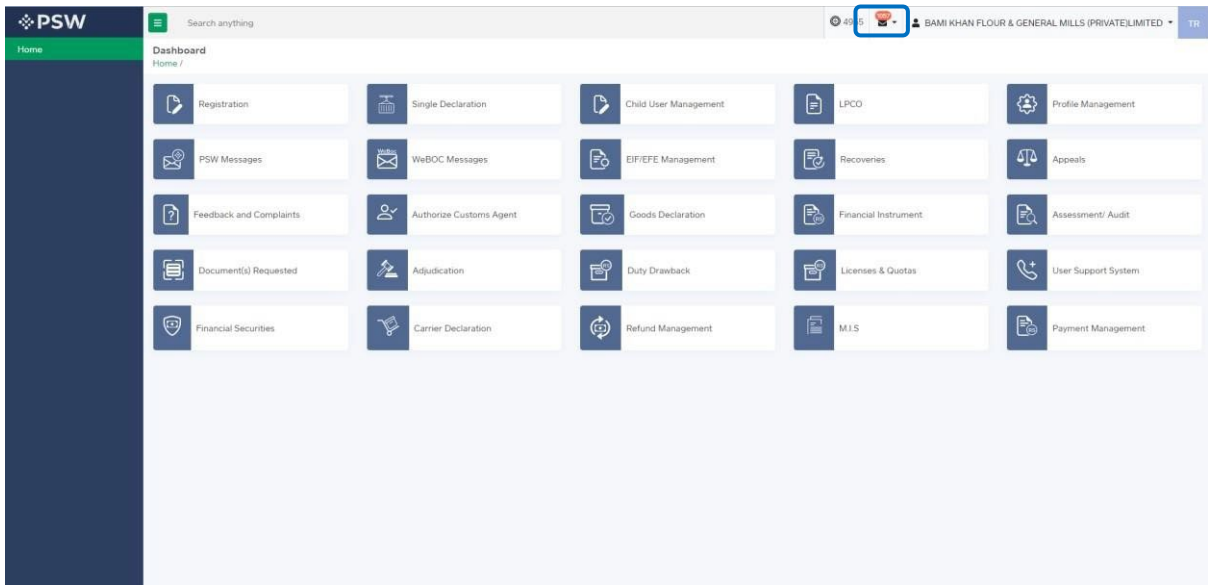 PSW
Search anything
BAMI KHAN FLOUR & GENERAL MILLS (PRIVATE)LIMITED
TR
Home
Dashboard
Home /
Registration
Single Declaration
Child User Management
LPCO
Profile Management
PSW Messages
WeBOC Messages
EIF/EFE Management
Recoveries
Appeals
Feedback and Complaints
Authorize Customs Agent
Goods Declaration
Financial Instrument
Assessment/ Audit
Document(s) Requested
Adjudication
Duty Drawback
Licenses & Quotas
User Support System
Financial Securities
Carrier Declaration
Refund Management
M.I.S
Payment Management